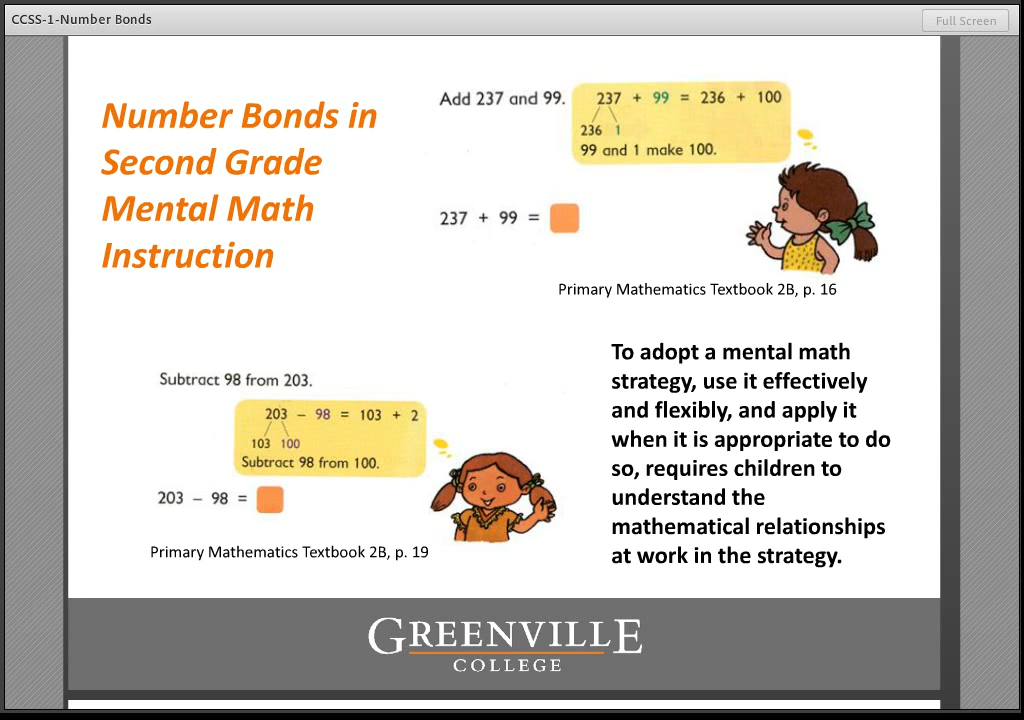 CCSS-1-Number Bonds
Full Screen
Number Bonds in
Second Grade
Mental Math
Instruction
Add 237 and 99.
237 + 99 = 236 + 100
236 1
99 and 1 make 100.
237 + 99 =
Primary Mathematics Textbook 2B, p. 16
Subtract 98 from 203.
203 – 98 = 103 + 2
103 100
Subtract 98 from 100.
203 – 98 =
Primary Mathematics Textbook 2B, p. 19
To adopt a mental math
strategy, use it effectively
and flexibly, and apply it
when it is appropriate to do
so, requires children to
understand the
mathematical relationships
at work in the strategy.
GREENVILLE
COLLEGE